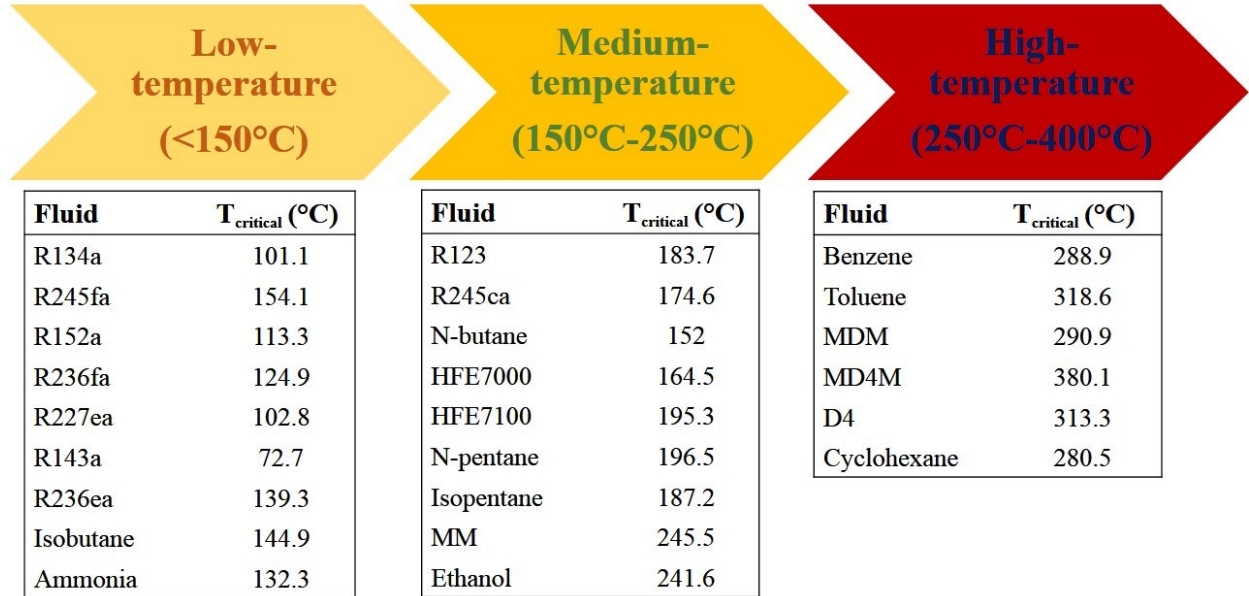 Low-
temperature
(<150°C)
Medium-
temperature
(150°C-250°C)
High-
temperature
(250°C-400°C)
Fluid Tcritical (°C)
R134a 101.1
R245fa 154.1
R152a 113.3
R236fa 124.9
R227ea 102.8
R143a 72.7
R236ea 139.3
Isobutane 144.9
Ammonia 132.3
Fluid Tcritical (°C)
R123 183.7
R245ca 174.6
N-butane 152
HFE7000 164.5
HFE7100 195.3
N-pentane 196.5
Isopentane 187.2
MM 245.5
Ethanol 241.6
Fluid Tcritical (°C)
Benzene 288.9
Toluene 318.6
MDM 290.9
MD4M 380.1
D4 313.3
Cyclohexane 280.5